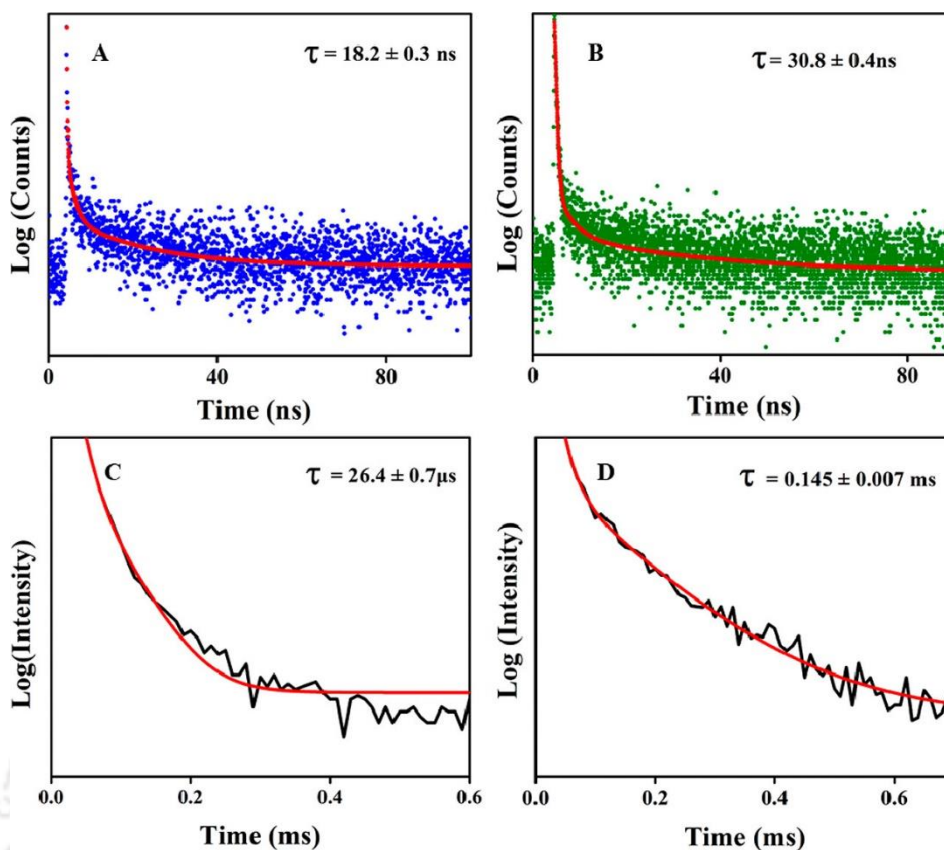 A
τ = 18.2 ± 0.3 ns
Log (Counts)
0
40
80
Time (ns)
B
τ = 30.8 ± 0.4ns
Log (Counts)
0
40
80
Time (ns)
C
τ = 26.4 ± 0.7µs
Log(Intensity)
0.0
0.2
0.4
0.6
Time (ms)
D
τ = 0.145 ± 0.007 ms
Log (Intensity)
0.0
0.2
0.4
0.6
Time (ms)